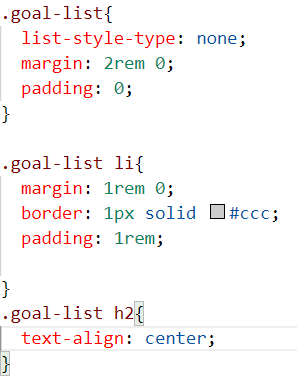 .goal-list{
  list-style-type: none;
  margin: 2rem 0;
  padding: 0;
}
.goal-list li{
  margin: 1rem 0;
  border: 1px solid #ccc;
  padding: 1rem;
}
.goal-list h2{
  text-align: center;
}